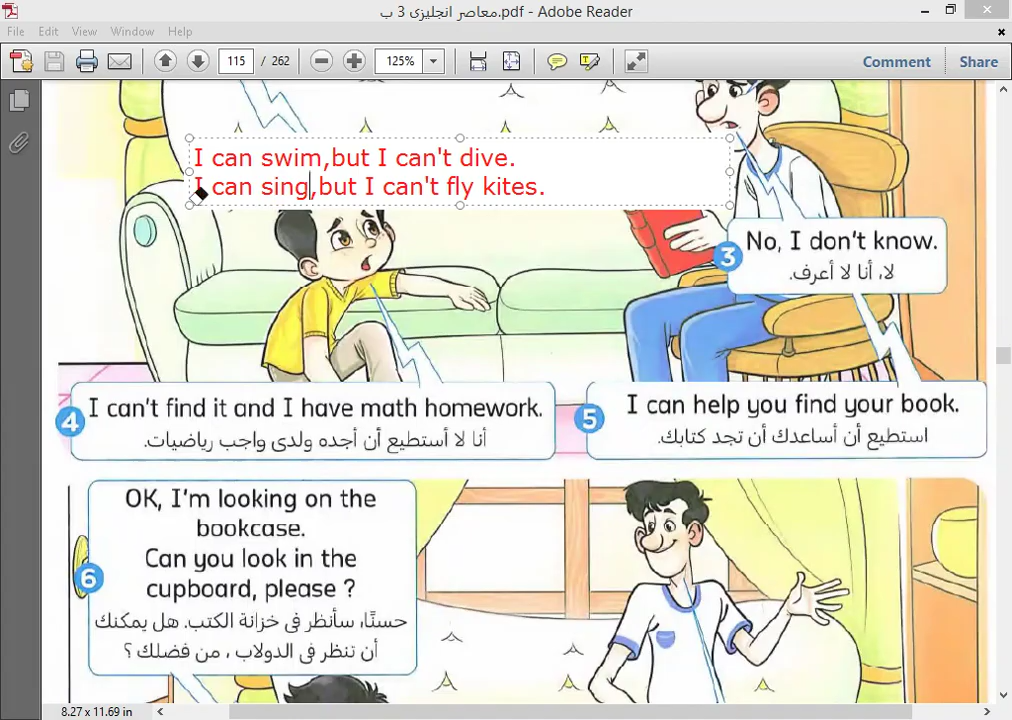 معاصر انجليزى 3 ب.pdf - Adobe Reader
File Edit View Window Help
115 / 262 125% Comment Share
I can swim,but I can't dive.
I can sing,but I can't fly kites.
3
No, I don't know.
لا، أنا لا أعرف.
4
I can't find it and I have math homework.
أنا لا أستطيع أن أجده ولدى واجب رياضيات.
5
I can help you find your book.
استطيع أن أساعدك أن تجد كتابك.
6
OK, I'm looking on the
bookcase.
Can you look in the
cupboard, please ?
حسنًا، سأنظر فى خزانة الكتب. هل يمكنك
أن تنظر فى الدولاب ، من فضلك ؟
8.27 x 11.69 in